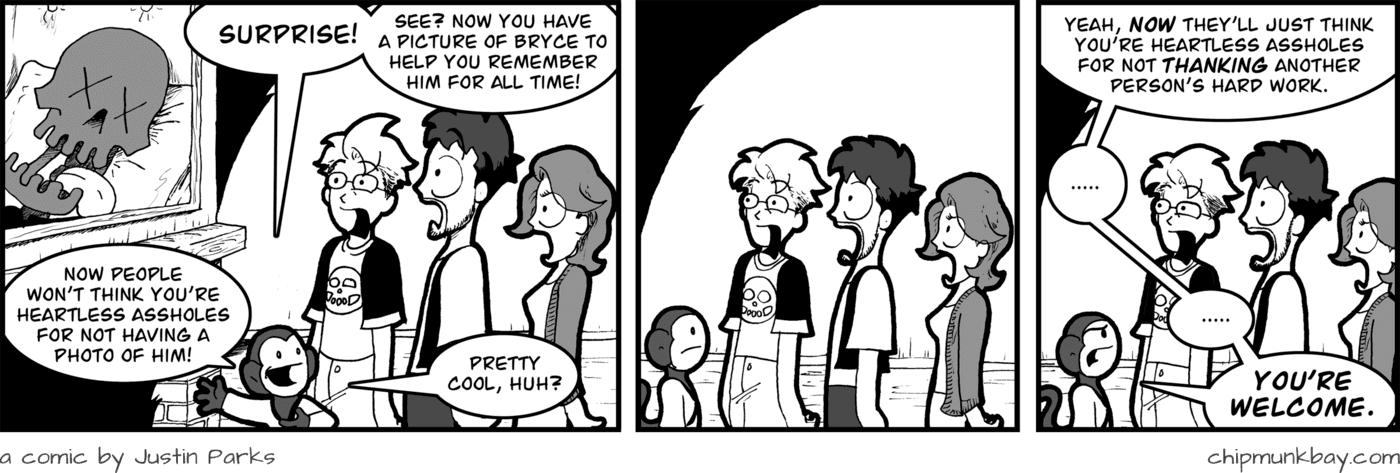 SURPRISE!
SEE? NOW YOU HAVE
A PICTURE OF BRYCE TO
HELP YOU REMEMBER
HIM FOR ALL TIME!
NOW PEOPLE
WON'T THINK YOU'RE
HEARTLESS ASSHOLES
FOR NOT HAVING A
PHOTO OF HIM!
PRETTY
COOL, HUH?
YEAH, NOW THEY'LL JUST THINK
YOU'RE HEARTLESS ASSHOLES
FOR NOT THANKING ANOTHER
PERSON'S HARD WORK.
.....
.....
YOU'RE
WELCOME.
a comic by Justin Parks
chipmunkbay.com